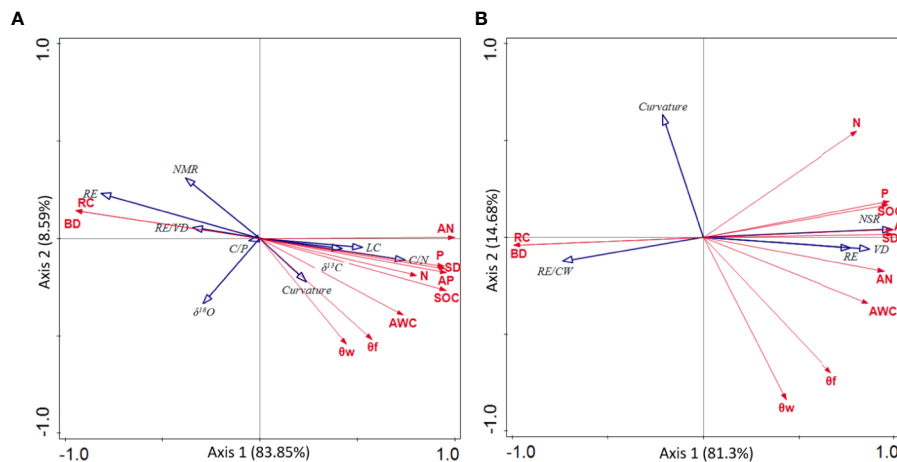 A
B
1.0
1.0
Curvature
N
NMR
RE
RC
BD
RE/VD
C/P
AN
P
SOC
NSR
SD
RC
BD
RE/CW
RE
VD
LC
δ¹³C
C/N
P
SD
N
AP
SOC
Curvature
δ¹⁸O
AWC
θw
θf
AN
AWC
θf
θw
Axis 2 (8.59%)
Axis 2 (14.68%)
-1.0
-1.0
-1.0
Axis 1 (83.85%)
1.0
-1.0
Axis 1 (81.3%)
1.0